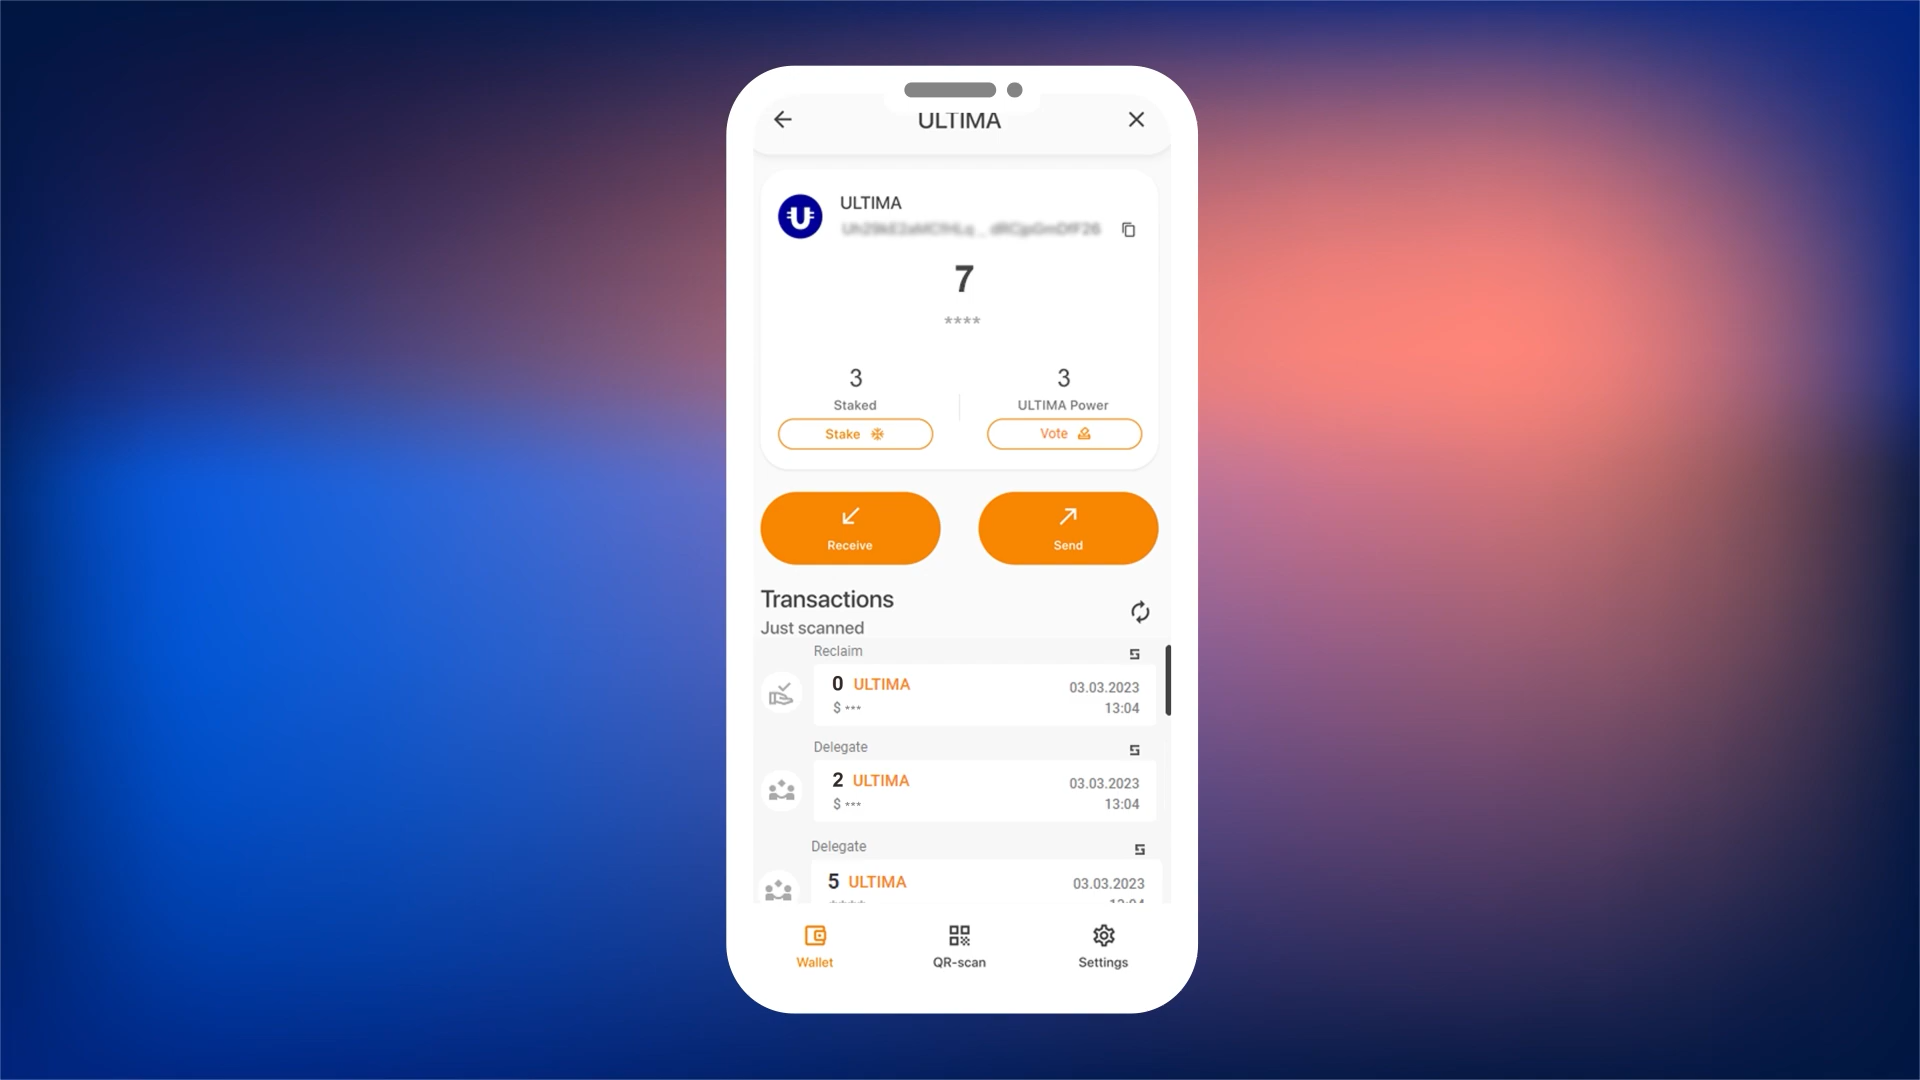 ULTIMA
ULTIMA
7
****
3
Staked
Stake
3
ULTIMA Power
Vote
Receive
Send
Transactions
Just scanned
Reclaim
0 ULTIMA
$ ***
03.03.2023
13:04
Delegate
2 ULTIMA
$ ***
03.03.2023
13:04
Delegate
5 ULTIMA
03.03.2023
Wallet
QR-scan
Settings